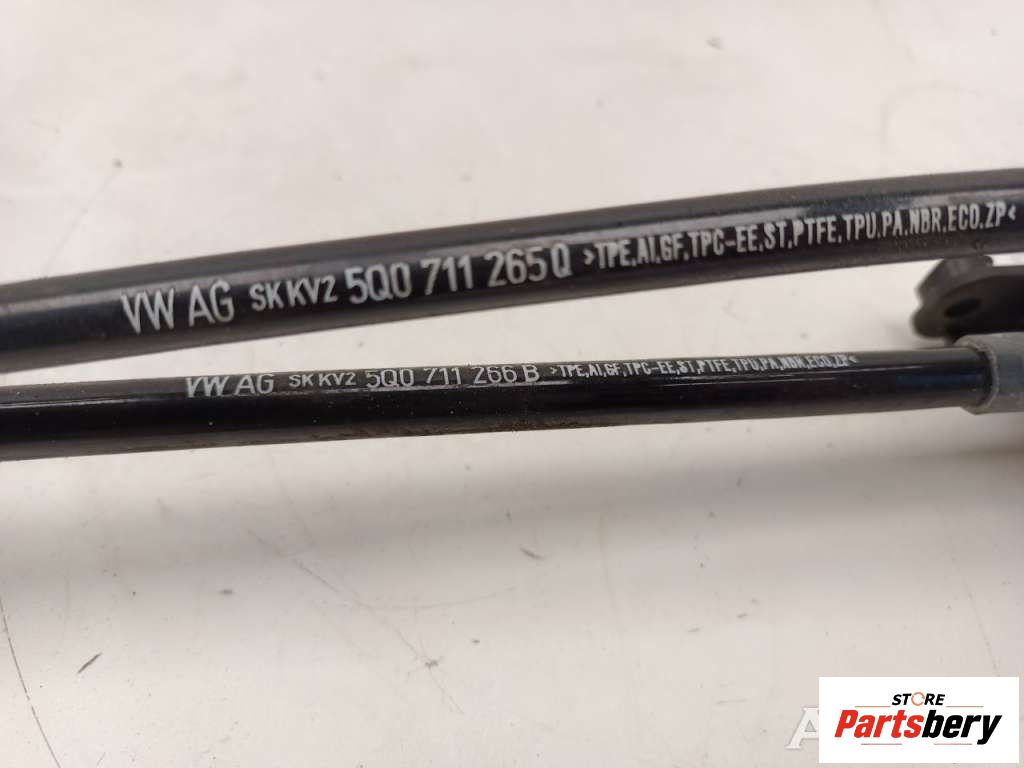 VW AG SK KV2 5Q0 711 265 Q >TPE,AI,GF,TPC-EE,ST,PTFE,TPU,PA,NBR,ECO,ZP<
VW AG SK KV2 5Q0 711 266 B >TPE,AI,GF,TPC-EE,ST,PTFE,TPU,PA,NBR,ECO,ZP<
STORE
Partsbery